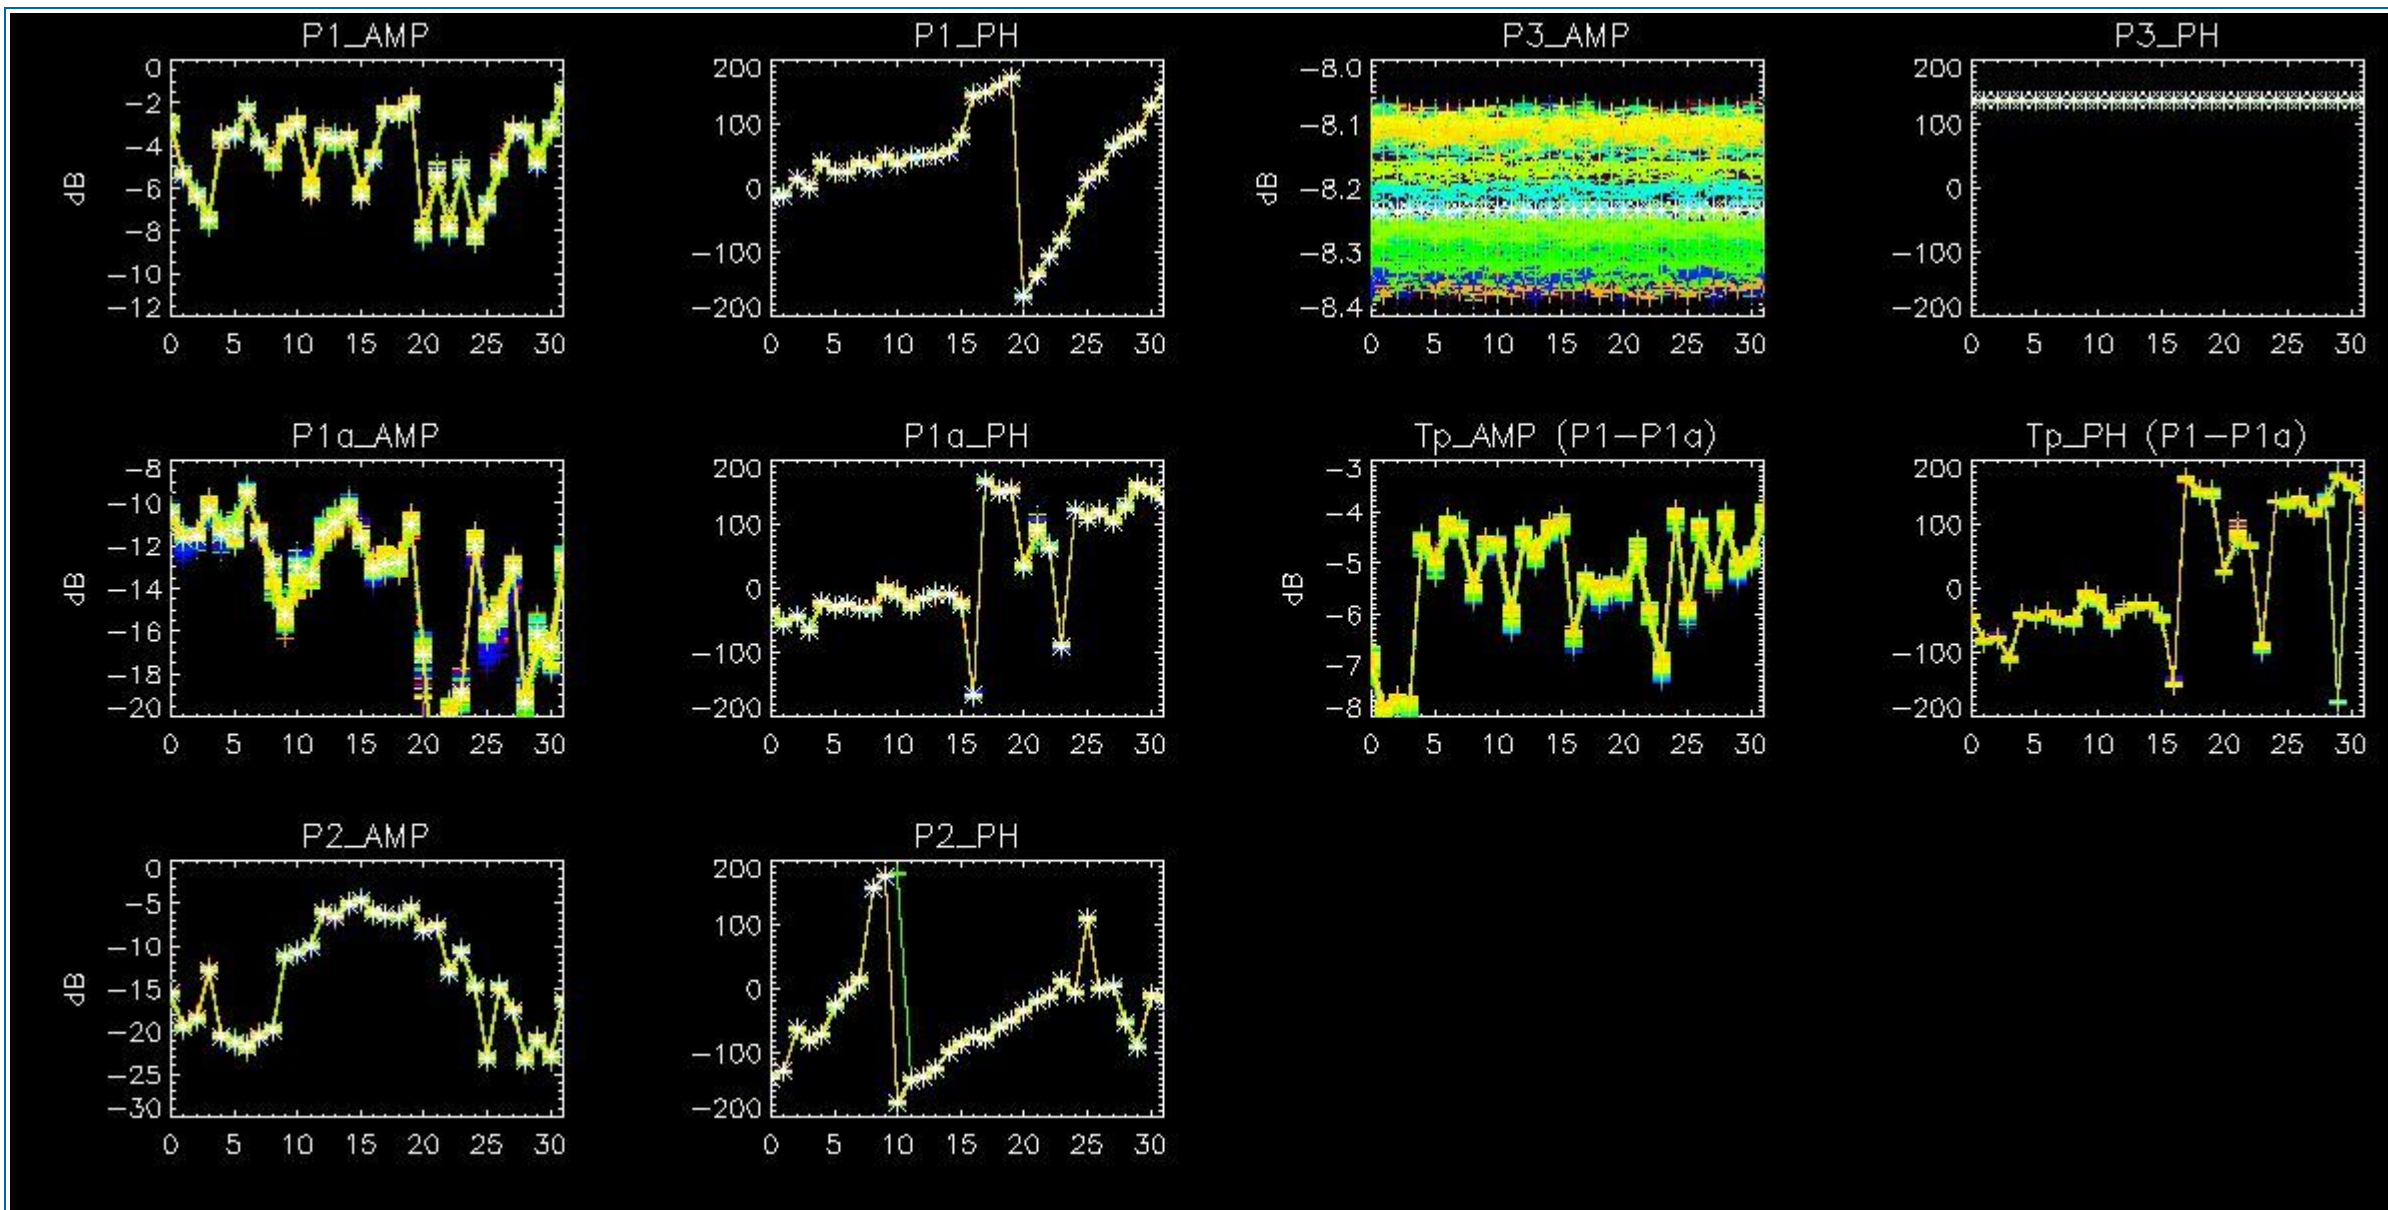 P1_AMP
0
−2
−4
−6
−8
−10
−12
dB
0 5 10 15 20 25 30
P1_PH
200
100
0
−100
−200
0 5 10 15 20 25 30
P3_AMP
−8.0
−8.1
−8.2
−8.3
−8.4
dB
0 5 10 15 20 25 30
P3_PH
200
100
0
−100
−200
0 5 10 15 20 25 30
P1a_AMP
−8
−10
−12
−14
−16
−18
−20
dB
0 5 10 15 20 25 30
P1a_PH
200
100
0
−100
−200
0 5 10 15 20 25 30
Tp_AMP (P1−P1a)
−3
−4
−5
−6
−7
−8
dB
0 5 10 15 20 25 30
Tp_PH (P1−P1a)
200
100
0
−100
−200
0 5 10 15 20 25 30
P2_AMP
0
−5
−10
−15
−20
−25
−30
dB
0 5 10 15 20 25 30
P2_PH
200
100
0
−100
−200
0 5 10 15 20 25 30